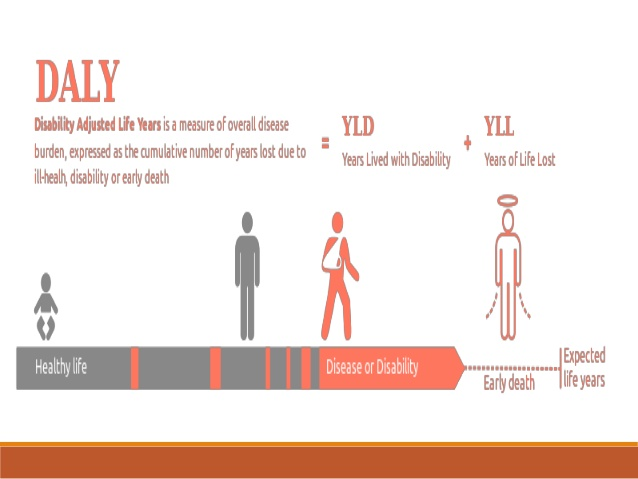 DALY
Disability Adjusted Life Years is a measure of overall disease
burden, expressed as the cumulative number of years lost due to
ill-healh, disability or early death
=
YLD
Years Lived with Disability
+
YLL
Years of Life Lost
Healthy life
Disease or Disability
Early death
Expected
life years